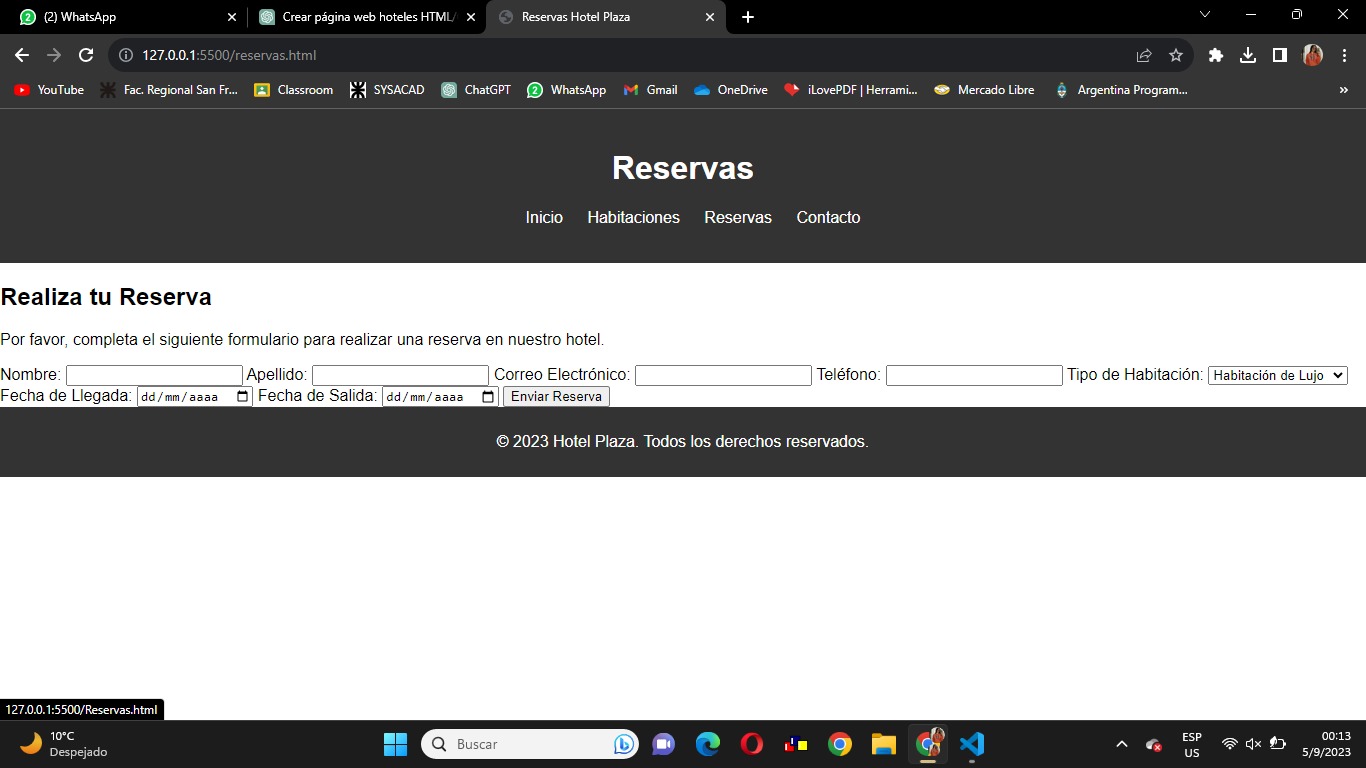 (2) WhatsApp
Crear página web hoteles HTML/
Reservas Hotel Plaza
127.0.0.1:5500/reservas.html
YouTube Fac. Regional San Fr... Classroom SYSACAD ChatGPT 2 WhatsApp Gmail OneDrive iLovePDF | Herrami... Mercado Libre Argentina Program... »
Reservas
Inicio Habitaciones Reservas Contacto
Realiza tu Reserva
Por favor, completa el siguiente formulario para realizar una reserva en nuestro hotel.
Nombre: Apellido: Correo Electrónico: Teléfono: Tipo de Habitación: Habitación de Lujo
Fecha de Llegada: dd/mm/aaaa Fecha de Salida: dd/mm/aaaa Enviar Reserva
© 2023 Hotel Plaza. Todos los derechos reservados.
127.0.0.1:5500/Reservas.html
10°C
Despejado
Buscar
ESP
US
00:13
5/9/2023